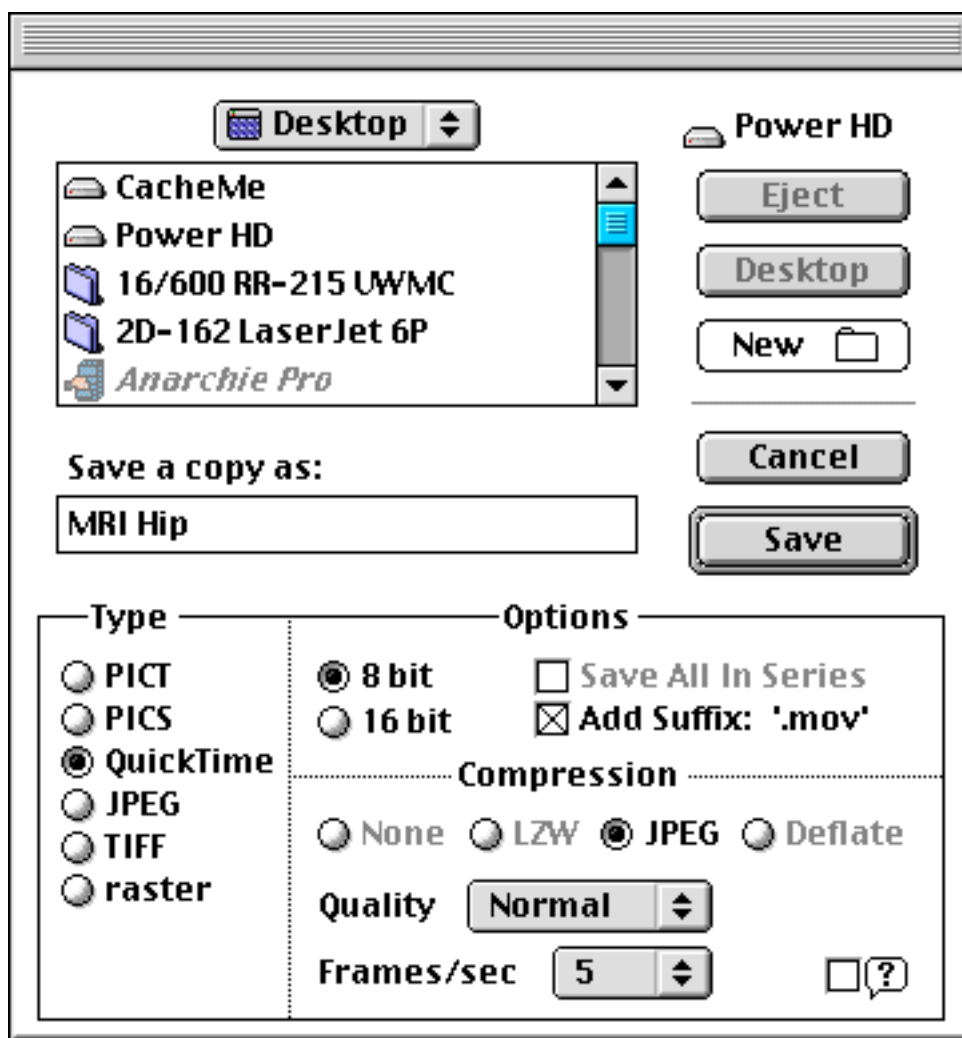 Desktop
Power HD
CacheMe
Power HD
16/600 RR-215 UWMC
2D-162 LaserJet 6P
Anarchie Pro
Eject
Desktop
New
Save a copy as:
MRI Hip
Cancel
Save
Type
PICT
PICS
QuickTime
JPEG
TIFF
raster
Options
8 bit
Save All In Series
16 bit
Add Suffix: '.mov'
Compression
None LZW JPEG Deflate
Quality Normal
Frames/sec 5
?